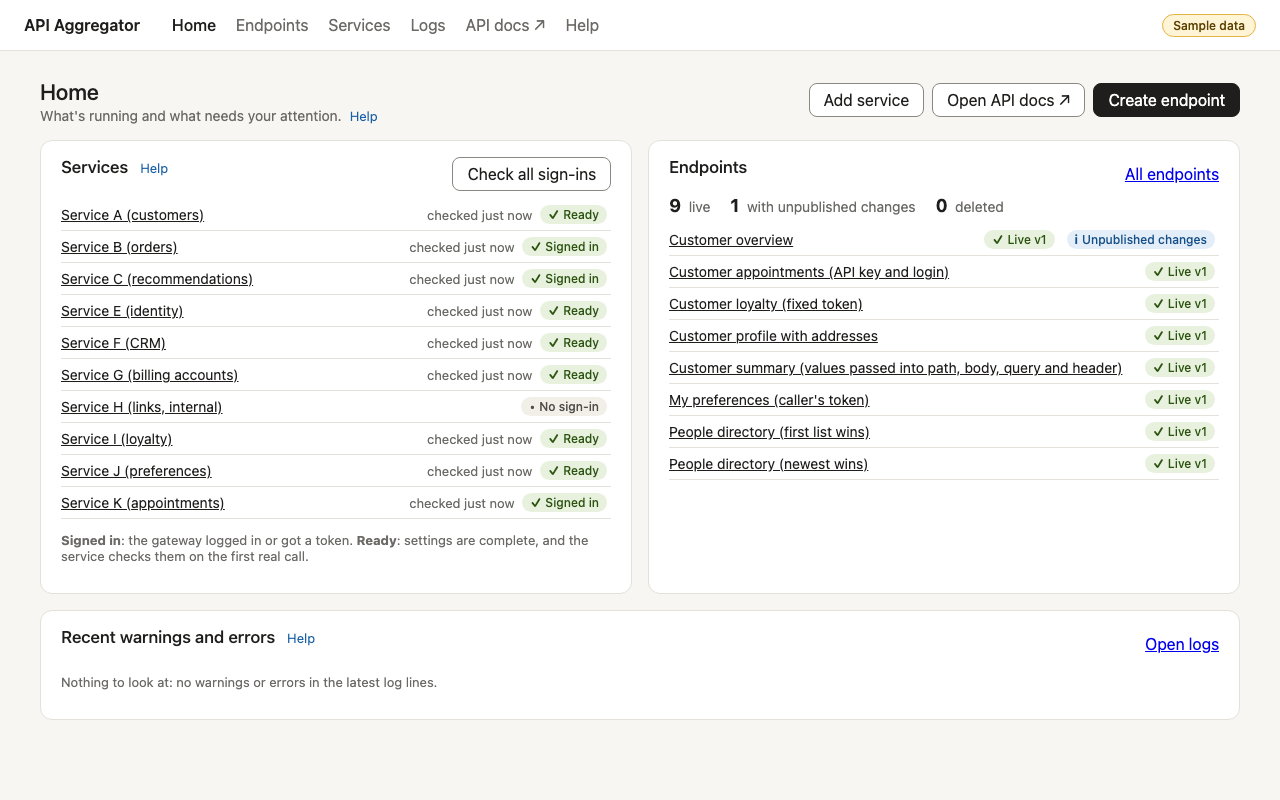 API Aggregator Home Endpoints Services Logs API docs ↗ Help Sample data
Home
What's running and what needs your attention. Help
Add service Open API docs ↗ Create endpoint
Services Help
Check all sign-ins
Service A (customers) checked just now ✓ Ready
Service B (orders) checked just now ✓ Signed in
Service C (recommendations) checked just now ✓ Signed in
Service E (identity) checked just now ✓ Ready
Service F (CRM) checked just now ✓ Ready
Service G (billing accounts) checked just now ✓ Ready
Service H (links, internal) • No sign-in
Service I (loyalty) checked just now ✓ Ready
Service J (preferences) checked just now ✓ Ready
Service K (appointments) checked just now ✓ Signed in
Signed in: the gateway logged in or got a token. Ready: settings are complete, and the
service checks them on the first real call.
Endpoints
All endpoints
9 live 1 with unpublished changes 0 deleted
Customer overview ✓ Live v1 i Unpublished changes
Customer appointments (API key and login) ✓ Live v1
Customer loyalty (fixed token) ✓ Live v1
Customer profile with addresses ✓ Live v1
Customer summary (values passed into path, body, query and header) ✓ Live v1
My preferences (caller's token) ✓ Live v1
People directory (first list wins) ✓ Live v1
People directory (newest wins) ✓ Live v1
Recent warnings and errors Help
Open logs
Nothing to look at: no warnings or errors in the latest log lines.